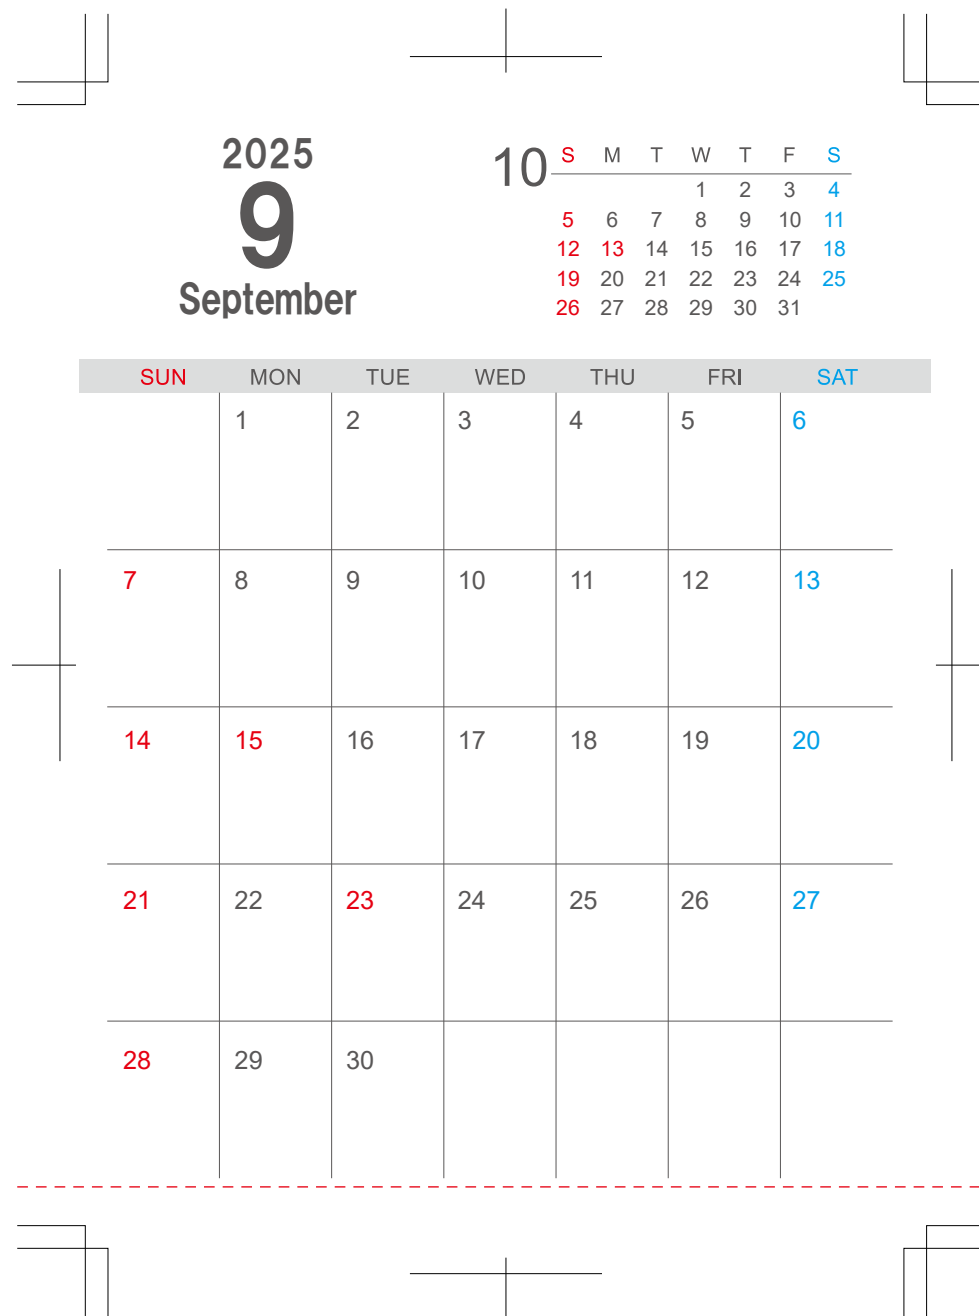 2025
9
September
10
S M T W T F S
1 2 3 4
5 6 7 8 9 10 11
12 13 14 15 16 17 18
19 20 21 22 23 24 25
26 27 28 29 30 31
SUN MON TUE WED THU FRI SAT
1 2 3 4 5 6
7 8 9 10 11 12 13
14 15 16 17 18 19 20
21 22 23 24 25 26 27
28 29 30